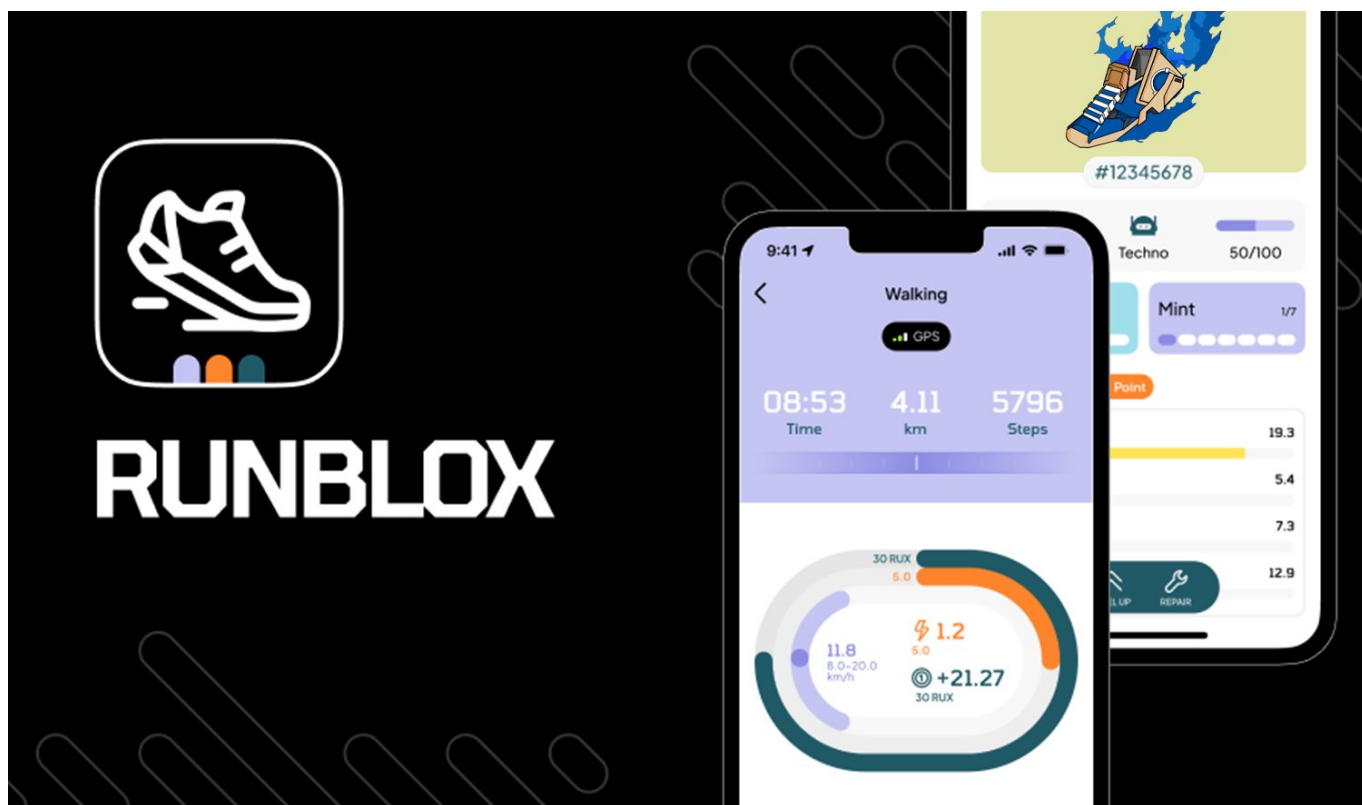 RUNBLOX
9:41
Walking
GPS
08:53 4.11 5796
Time km Steps
30 RUX
5.0
11.8
8.0-20.0
km/h
1.2
5.0
1 +21.27
30 RUX
#12345678
Techno 50/100
Mint 1/7
Point
19.3
5.4
7.3
12.9
UP REPAIR